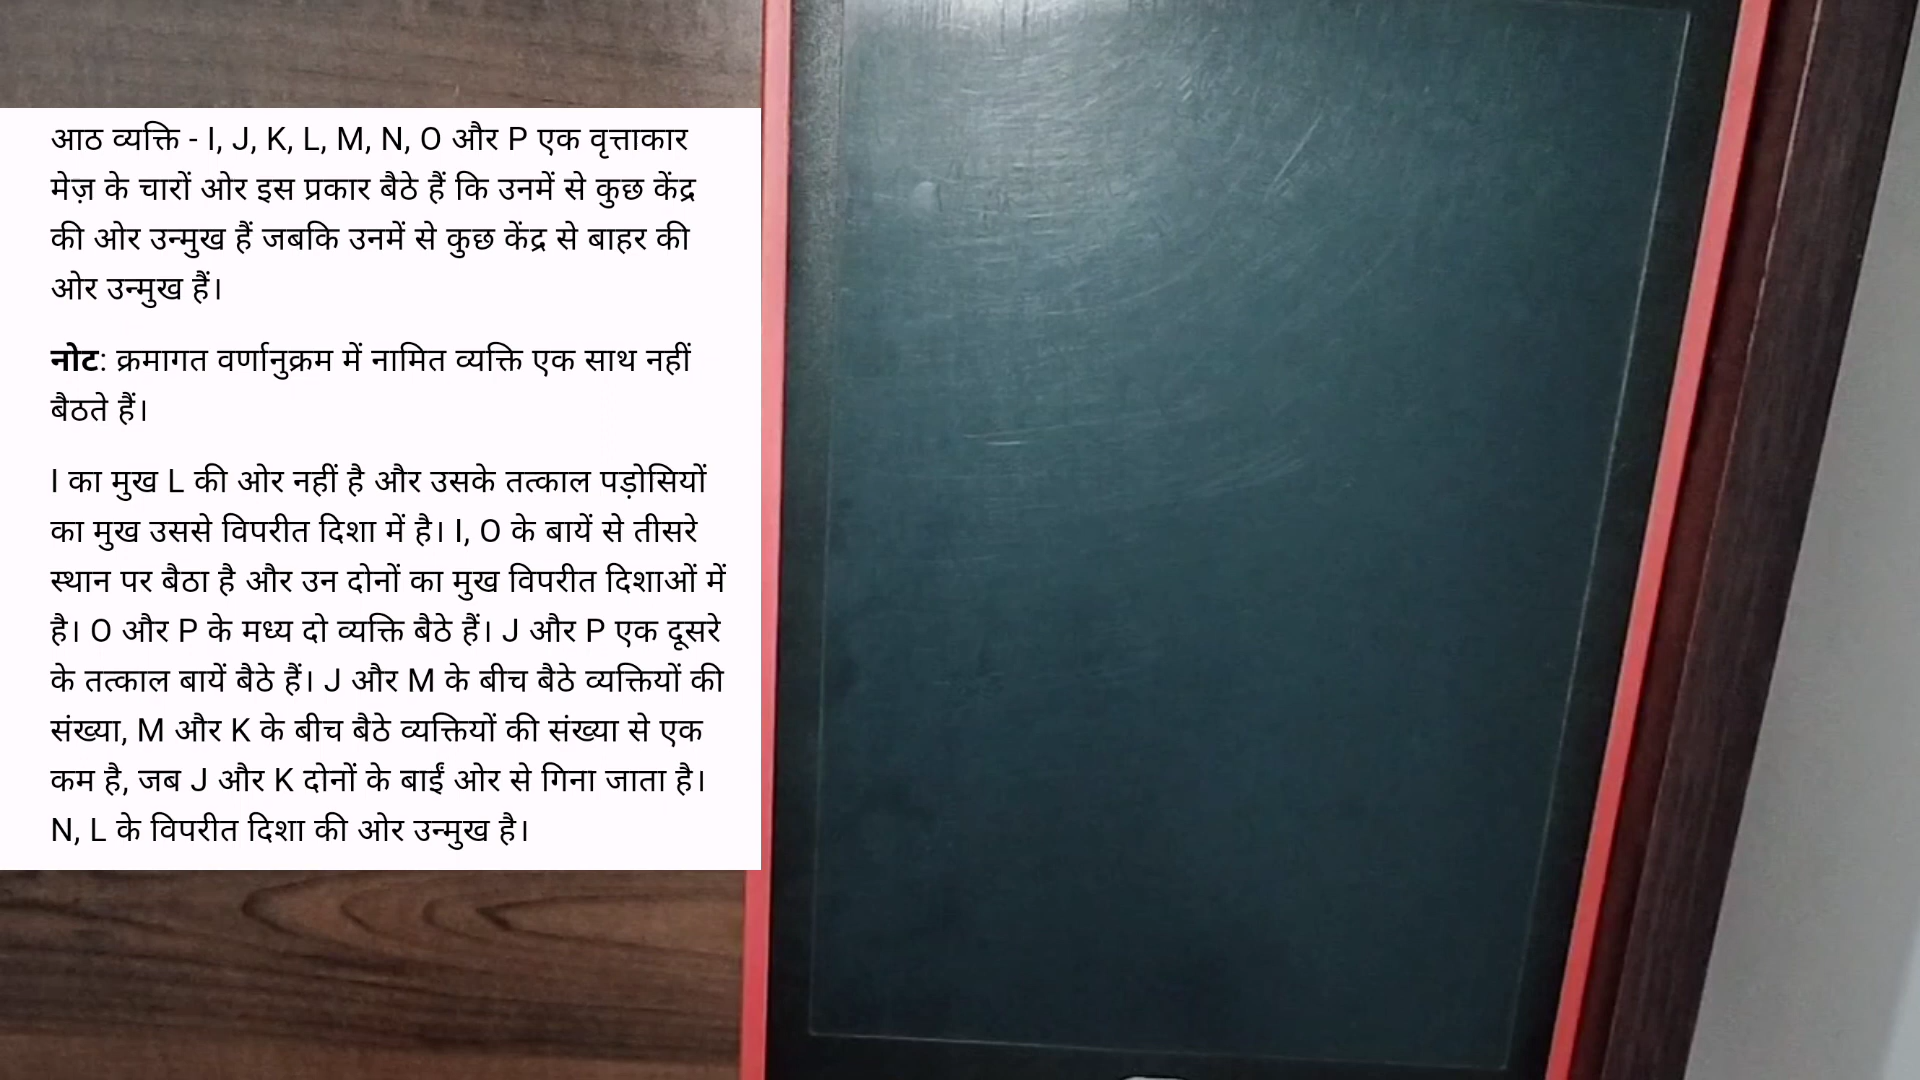 आठ व्यक्ति - I, J, K, L, M, N, O और P एक वृत्ताकार
मेज़ के चारों ओर इस प्रकार बैठे हैं कि उनमें से कुछ केंद्र
की ओर उन्मुख हैं जबकि उनमें से कुछ केंद्र से बाहर की
ओर उन्मुख हैं।
नोट: क्रमागत वर्णानुक्रम में नामित व्यक्ति एक साथ नहीं
बैठते हैं।
I का मुख L की ओर नहीं है और उसके तत्काल पड़ोसियों
का मुख उससे विपरीत दिशा में है। I, O के बायें से तीसरे
स्थान पर बैठा है और उन दोनों का मुख विपरीत दिशाओं में
है। O और P के मध्य दो व्यक्ति बैठे हैं। J और P एक दूसरे
के तत्काल बायें बैठे हैं। J और M के बीच बैठे व्यक्तियों की
संख्या, M और K के बीच बैठे व्यक्तियों की संख्या से एक
कम है, जब J और K दोनों के बाईं ओर से गिना जाता है।
N, L के विपरीत दिशा की ओर उन्मुख है।